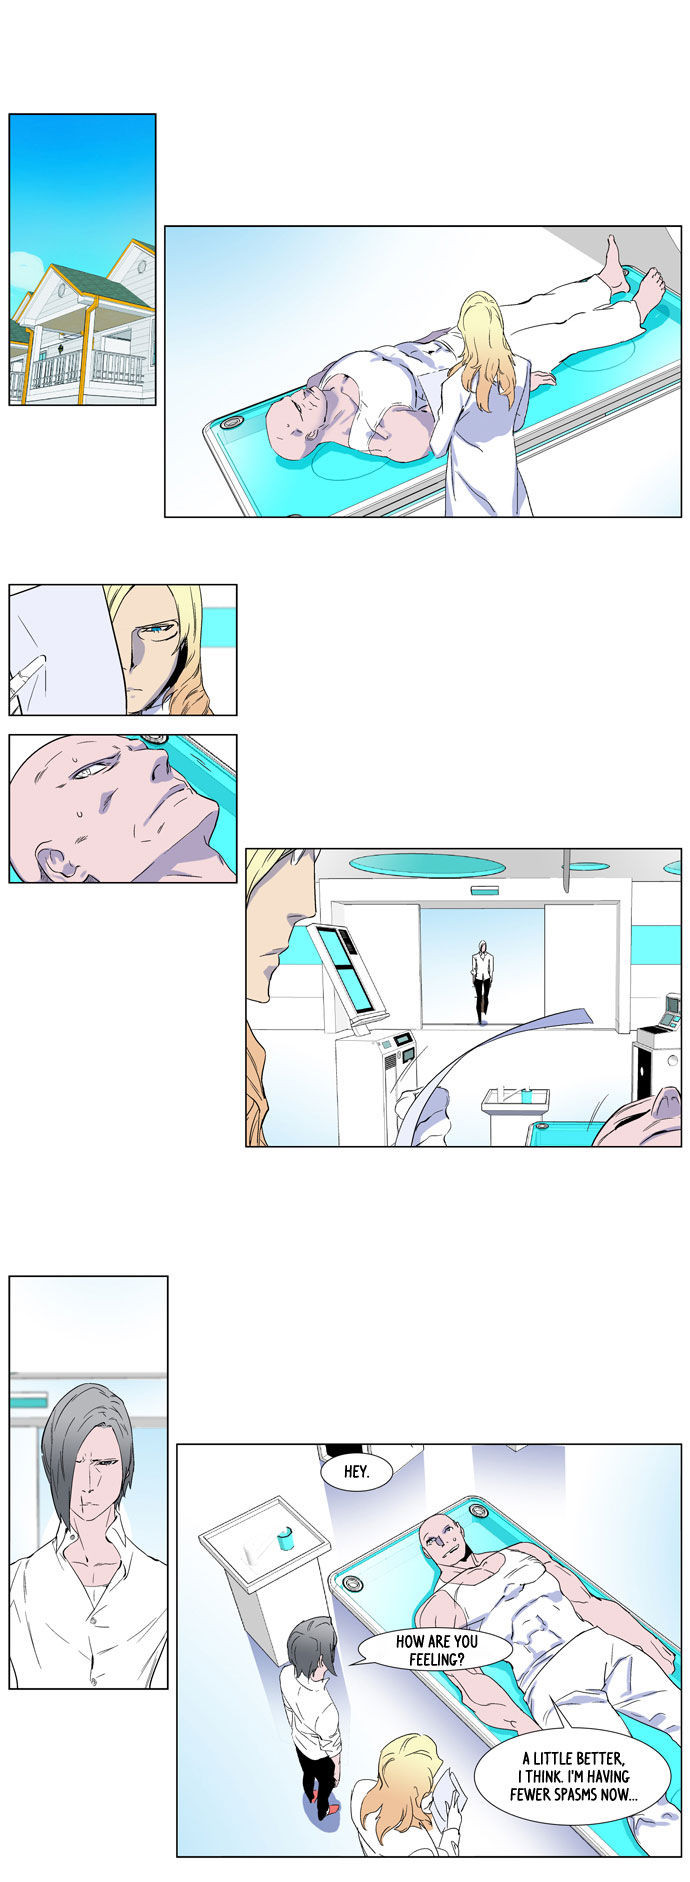 HEY.
HOW ARE YOU
FEELING?
A LITTLE BETTER,
I THINK. I'M HAVING
FEWER SPASMS NOW...